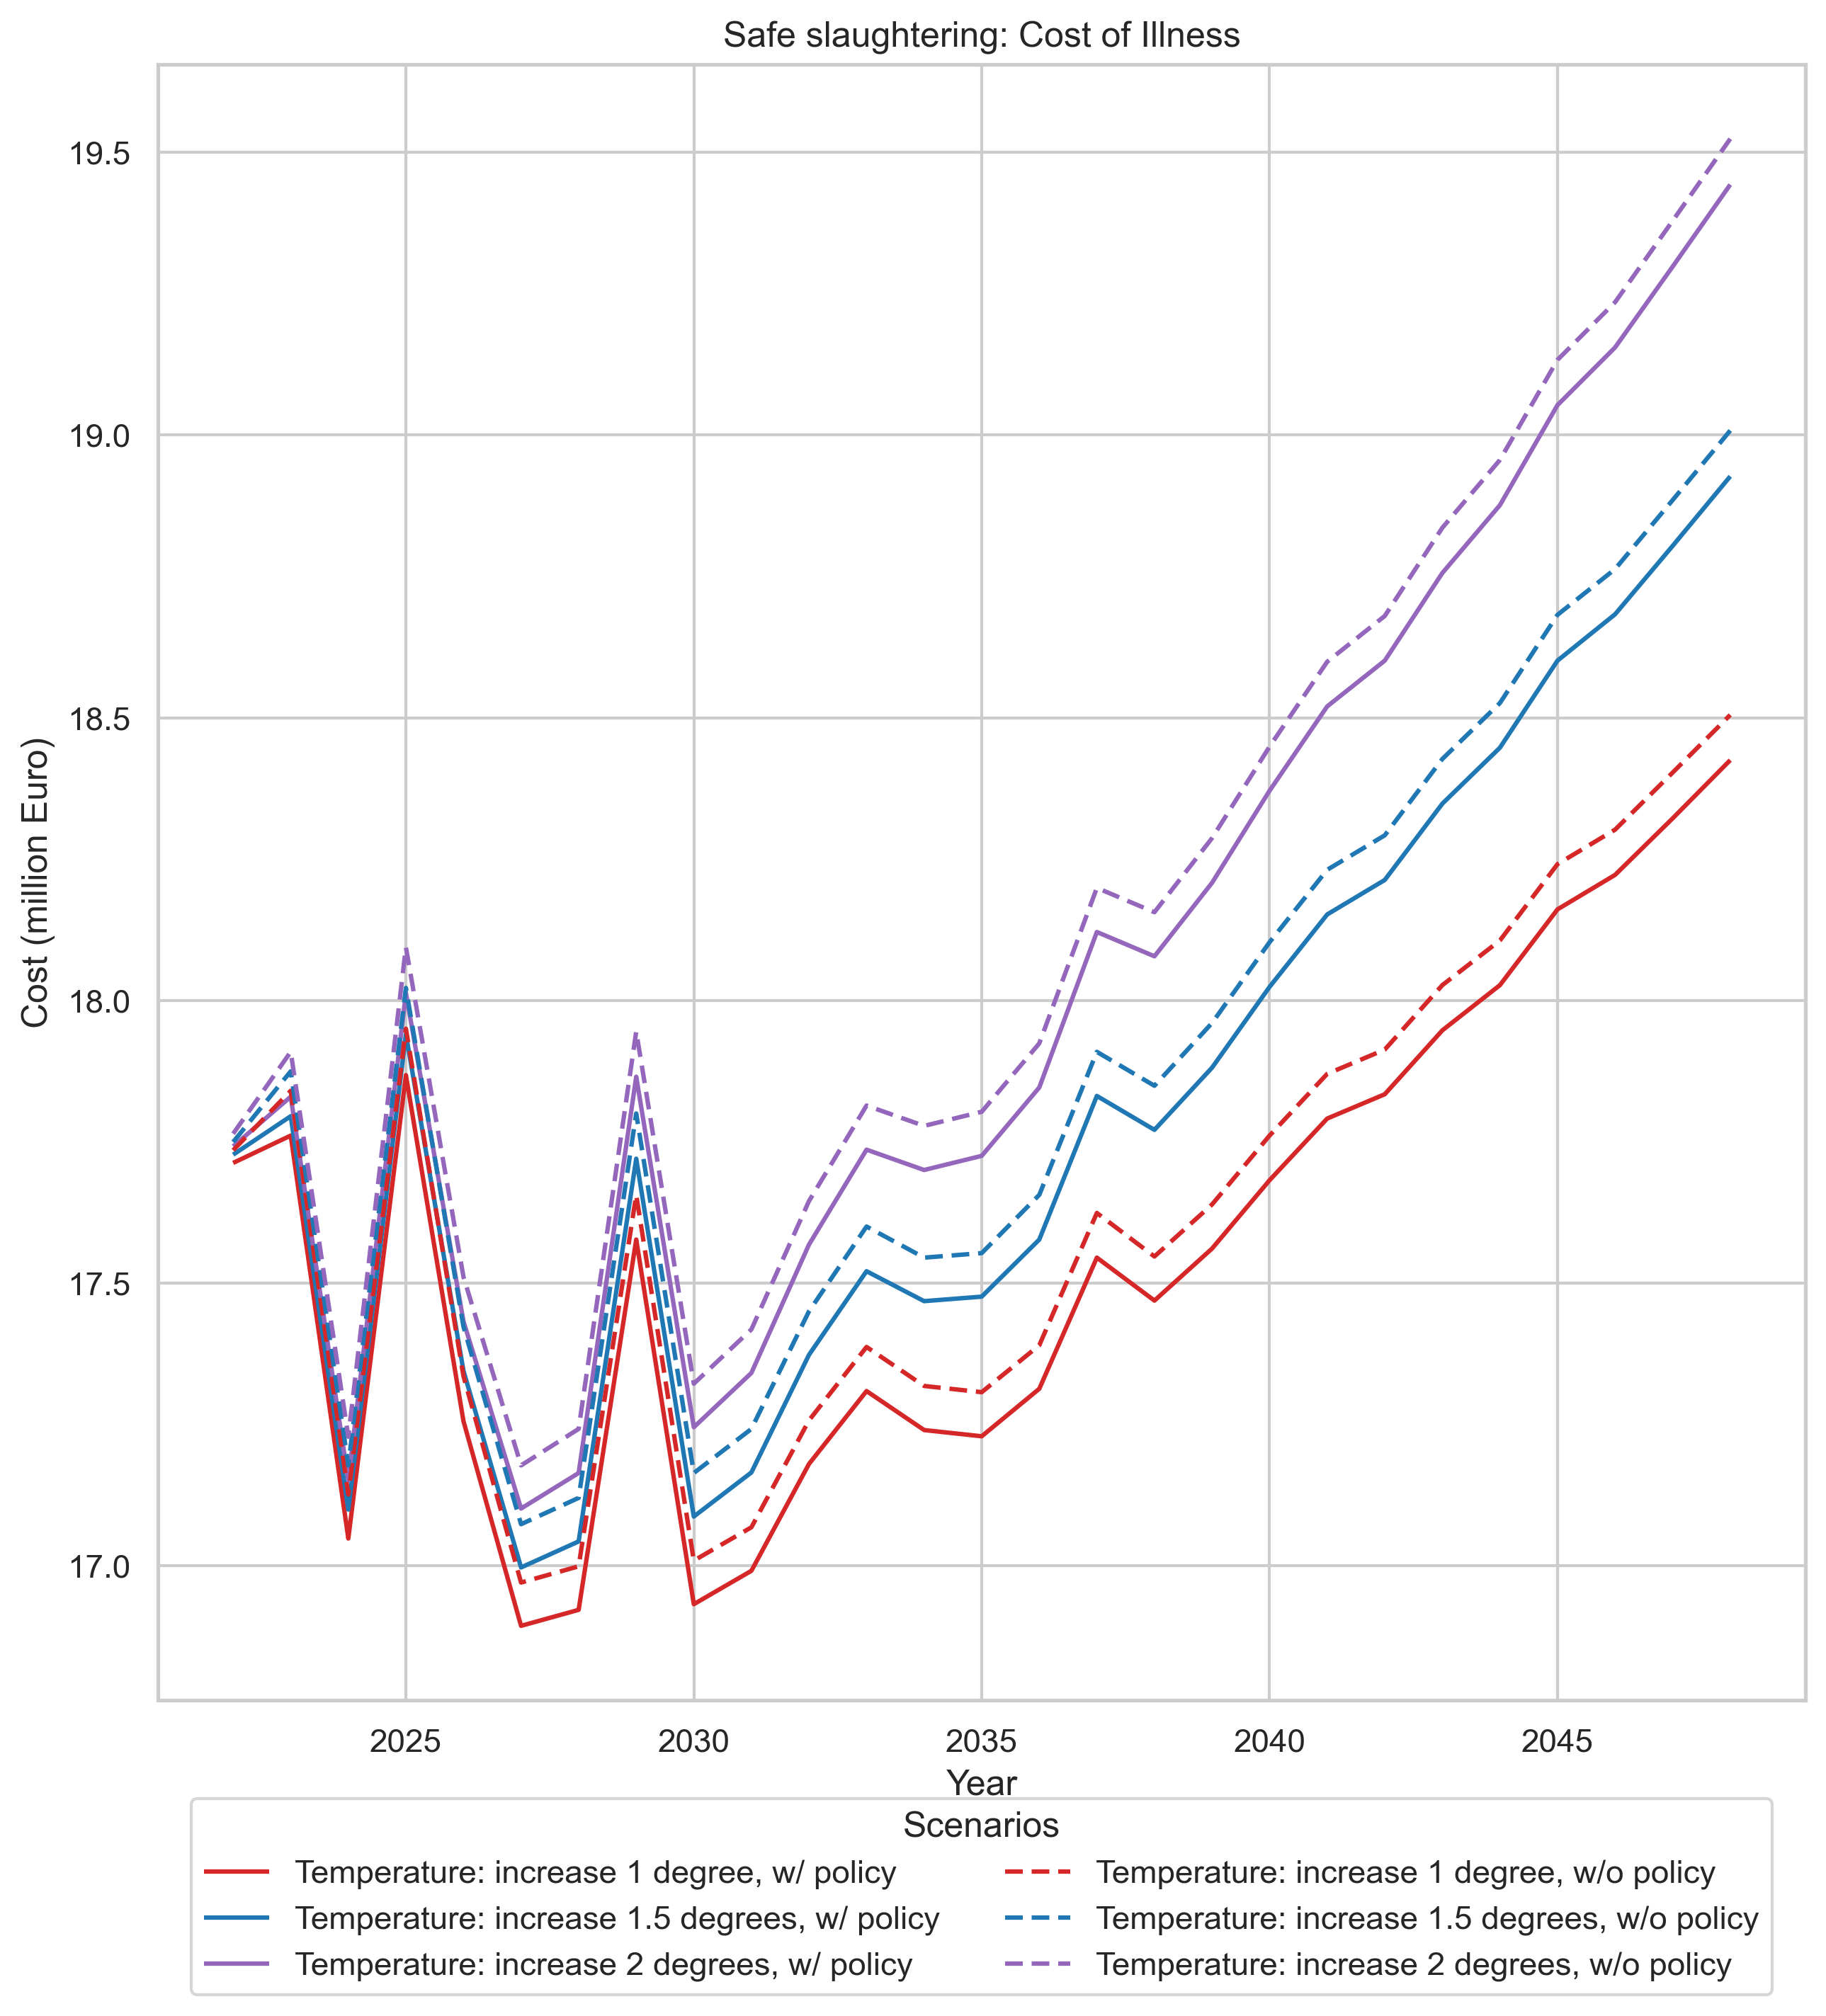 Safe slaughtering: Cost of Illness
19.5
19.0
18.5
18.0
17.5
17.0
Cost (million Euro)
2025 2030 2035 2040 2045
Year
Scenarios
Temperature: increase 1 degree, w/ policy
Temperature: increase 1.5 degrees, w/ policy
Temperature: increase 2 degrees, w/ policy
Temperature: increase 1 degree, w/o policy
Temperature: increase 1.5 degrees, w/o policy
Temperature: increase 2 degrees, w/o policy